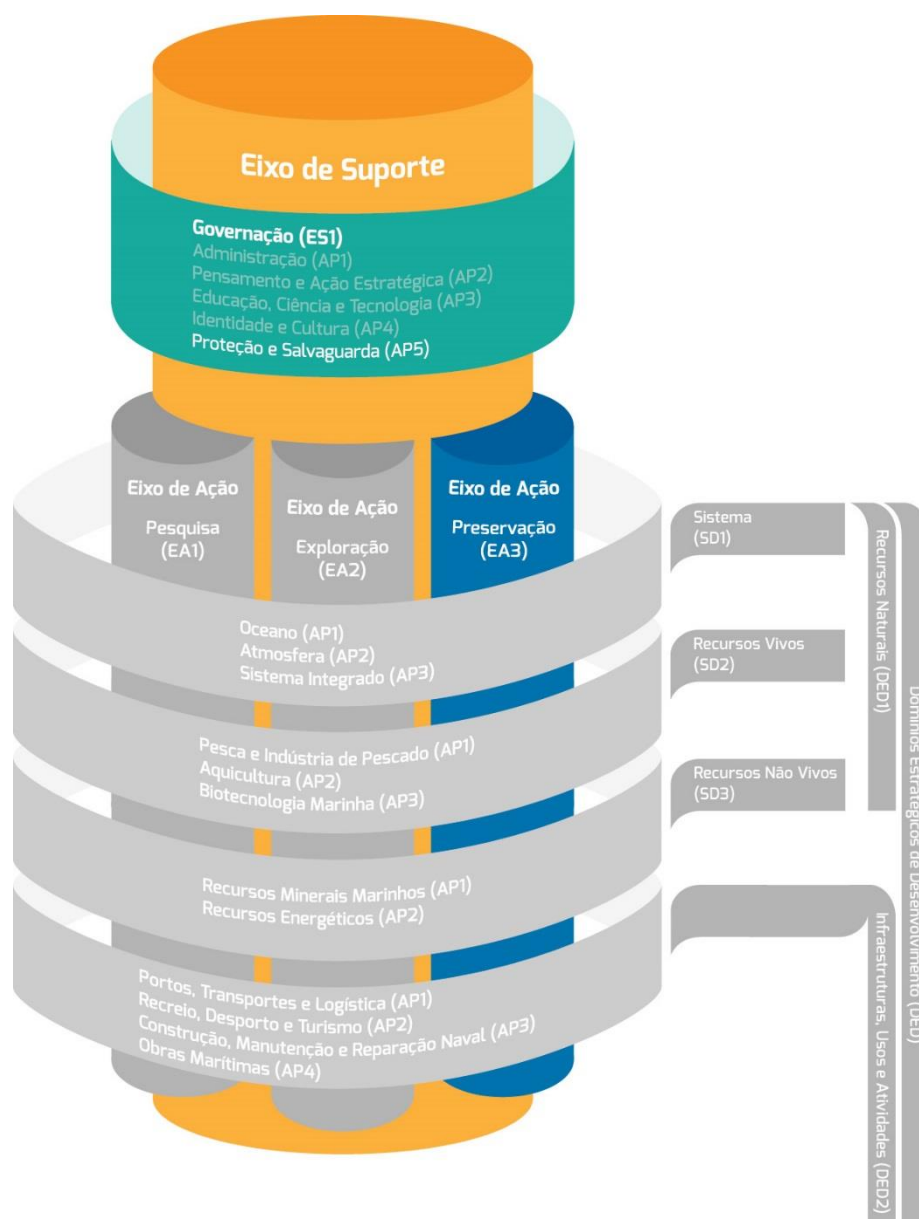 Eixo de Suporte
Governação (ES1)
Administração (AP1)
Pensamento e Ação Estratégica (AP2)
Educação, Ciência e Tecnologia (AP3)
Identidade e Cultura (AP4)
Proteção e Salvaguarda (AP5)
Eixo de Ação
Pesquisa
(EA1)
Eixo de Ação
Exploração
(EA2)
Eixo de Ação
Preservação
(EA3)
Oceano (AP1)
Atmosfera (AP2)
Sistema Integrado (AP3)
Pesca e Indústria de Pescado (AP1)
Aquicultura (AP2)
Biotecnologia Marinha (AP3)
Recursos Minerais Marinhos (AP1)
Recursos Energéticos (AP2)
Portos, Transportes e Logística (AP1)
Recreio, Desporto e Turismo (AP2)
Construção, Manutenção e Reparação Naval (AP3)
Obras Marítimas (AP4)
Sistema
(SD1)
Recursos Vivos
(SD2)
Recursos Não Vivos
(SD3)
Recursos Naturais (DED1)
Infraestruturas, Usos e Atividades (DED2)
Domínios Estratégicos de Desenvolvimento (DED)